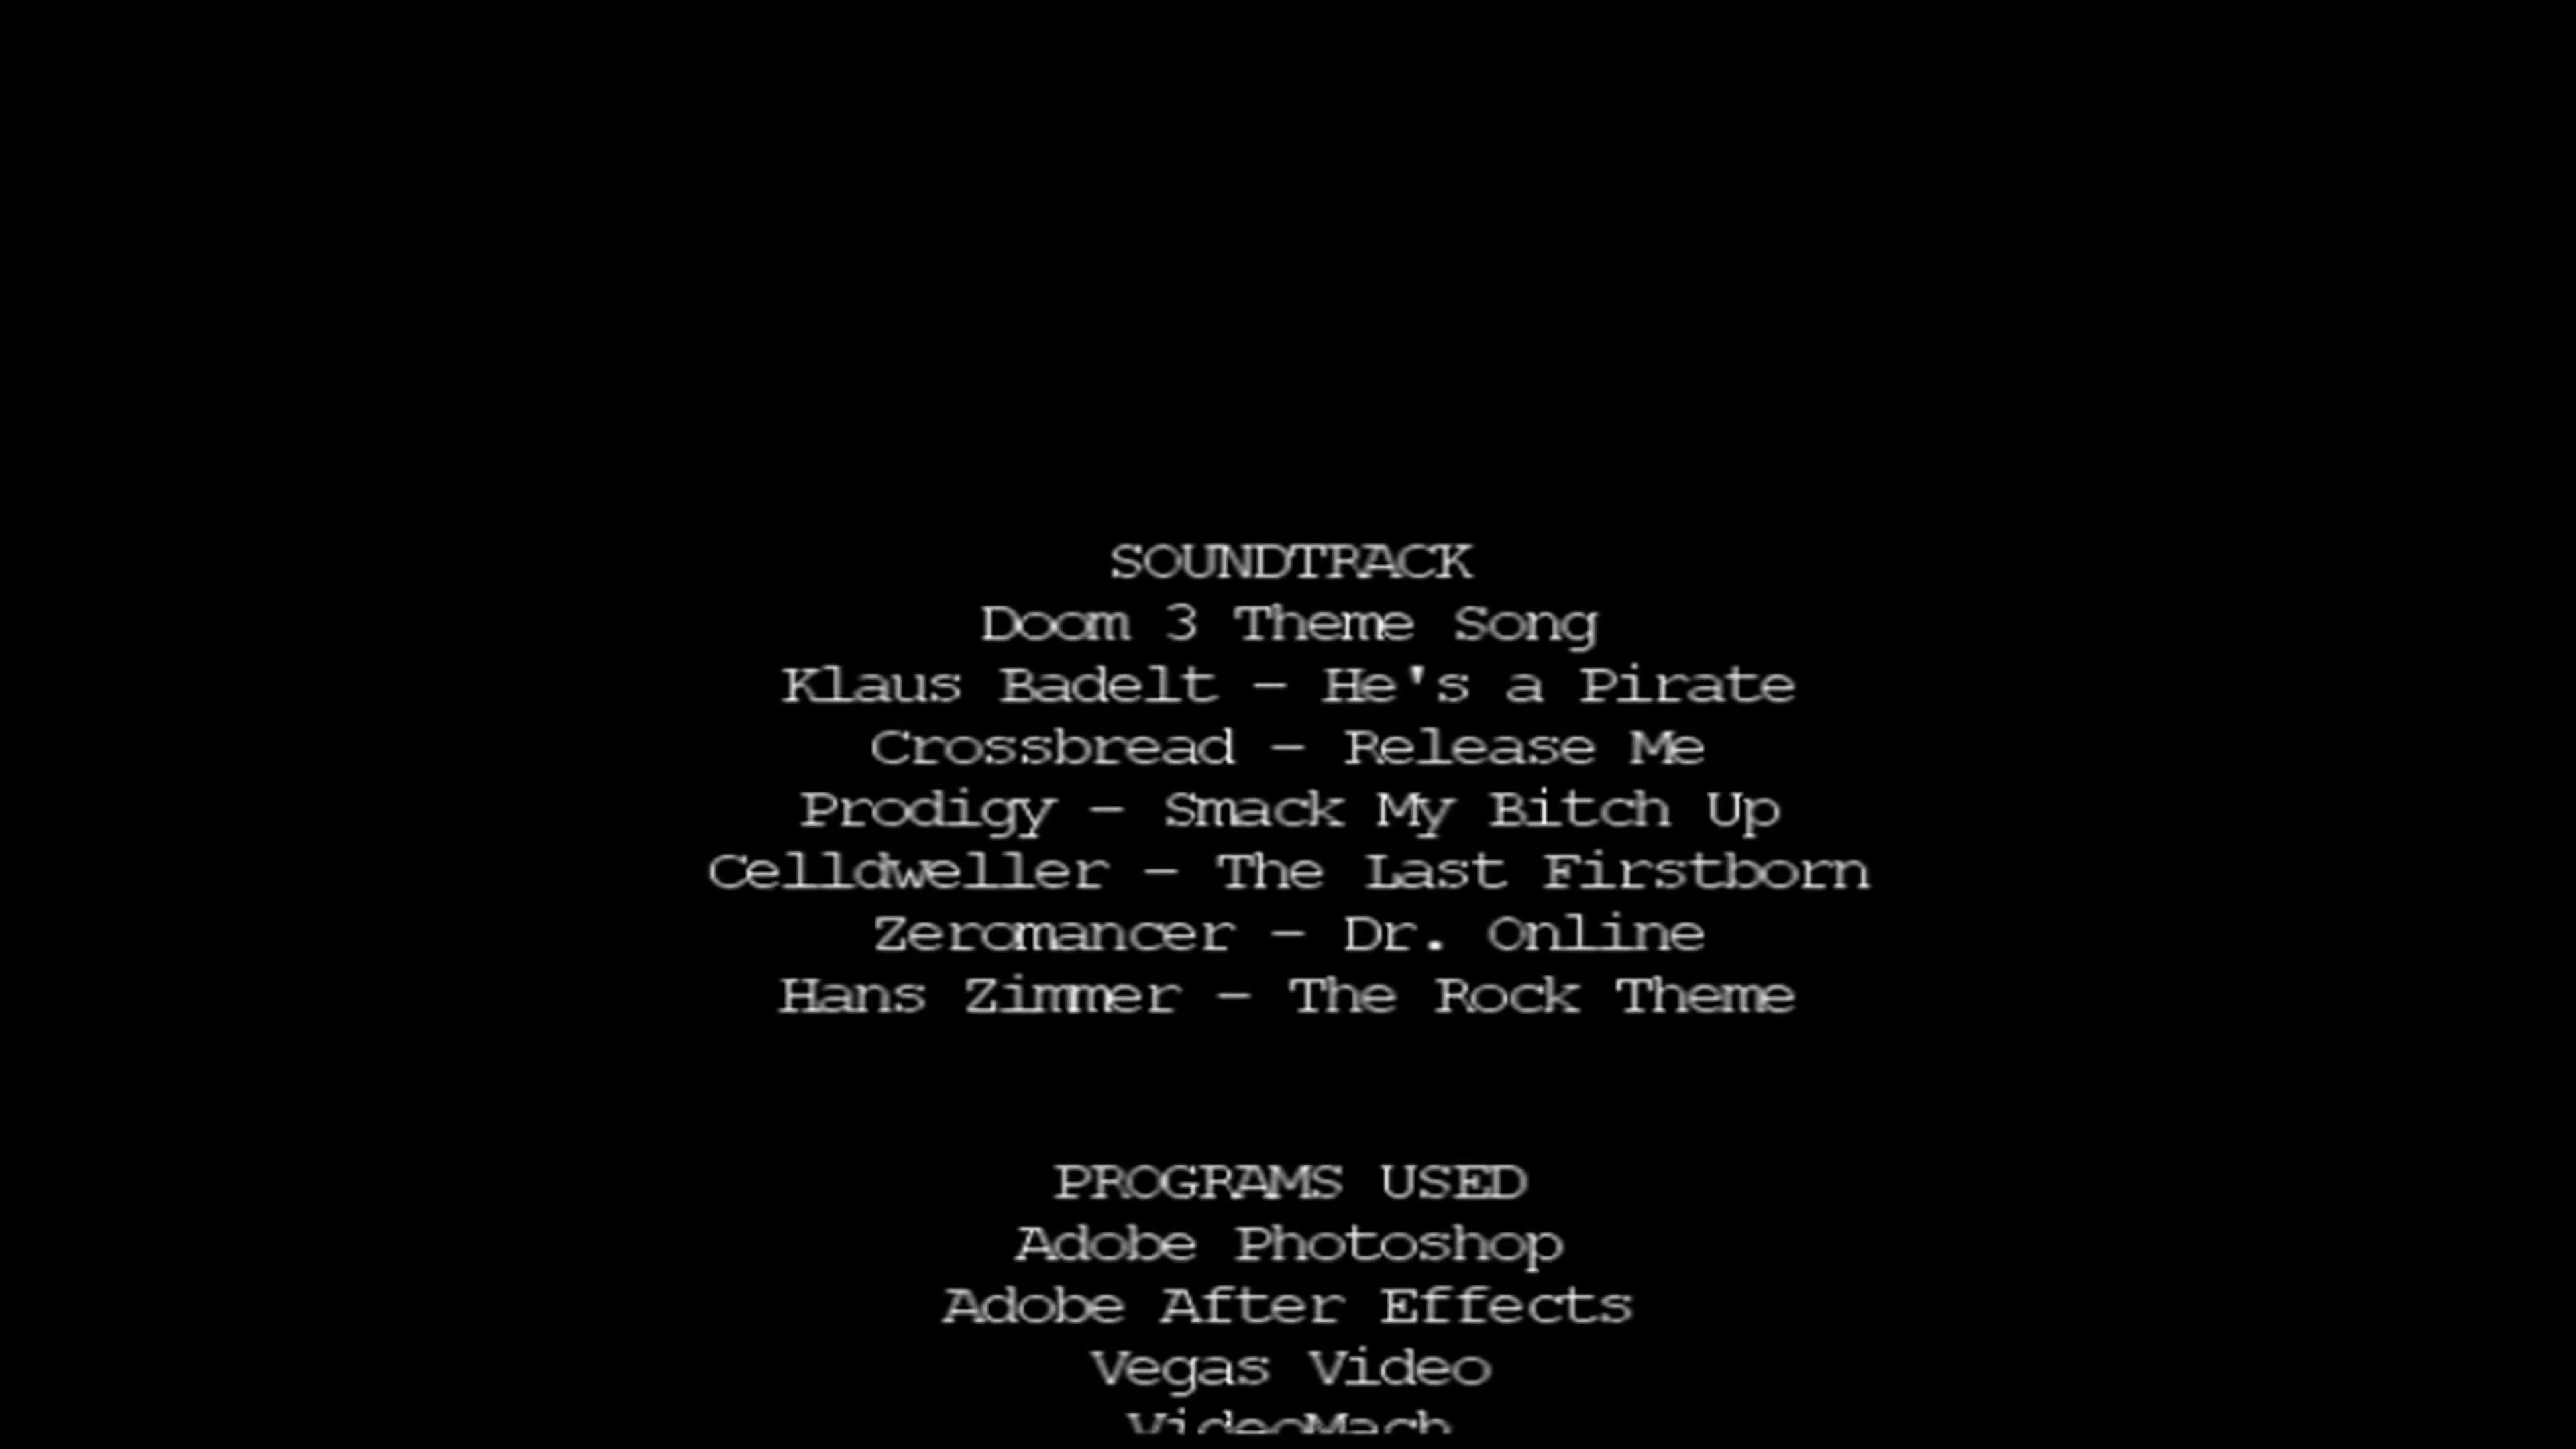 SOUNDTRACK
Doom 3 Theme Song
Klaus Badelt - He's a Pirate
Crossbread - Release Me
Prodigy - Smack My Bitch Up
Celldweller - The Last Firstborn
Zeromancer - Dr. Online
Hans Zimmer - The Rock Theme
PROGRAMS USED
Adobe Photoshop
Adobe After Effects
Vegas Video
VideoMach